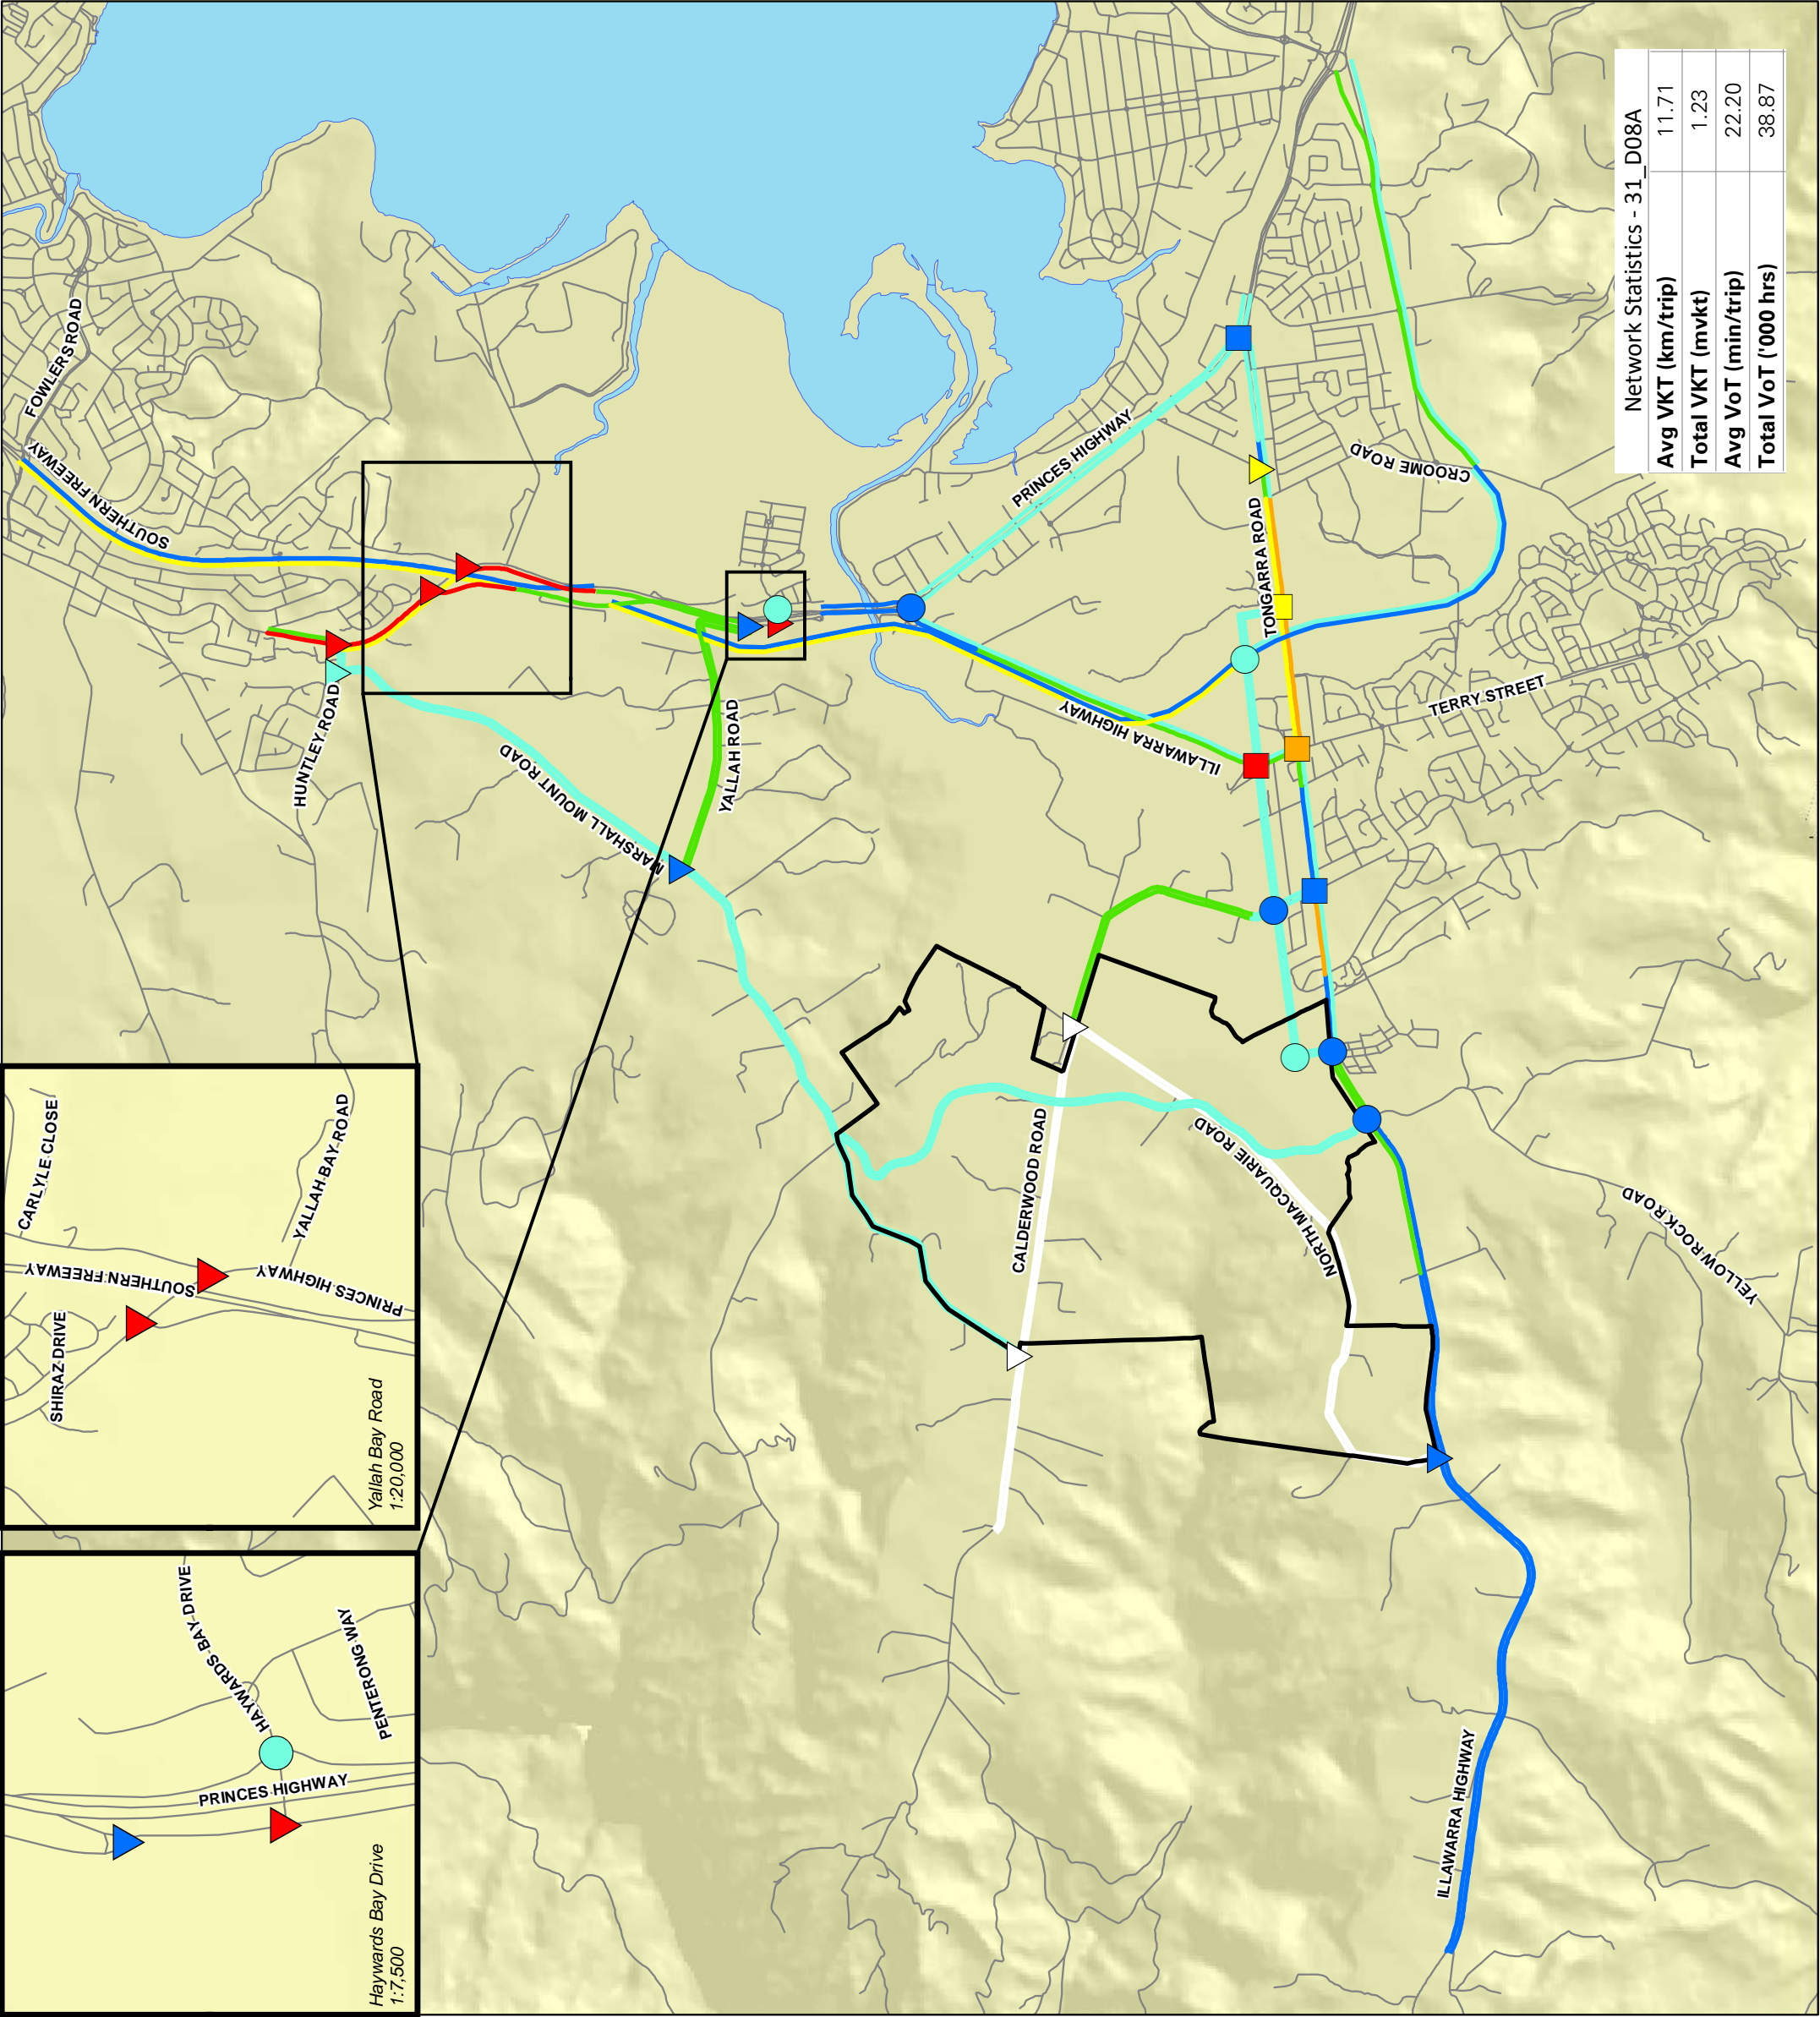 FOWLERS ROAD
SOUTHERN FREEWAY
HUNTLEY ROAD
MARSHALL MOUNT ROAD
YALLAH ROAD
PRINCES HIGHWAY
ILLAWARRA HIGHWAY
TONGARRA ROAD
CROOME ROAD
TERRY STREET
CALDERWOOD ROAD
NORTH MACQUARIE ROAD
YELLOW ROCK ROAD
ILLAWARRA HIGHWAY
Network Statistics - 31_D08A
Avg VKT (km/trip) 11.71
Total VKT (mvkt) 1.23
Avg VoT (min/trip) 22.20
Total VoT ('000 hrs) 38.87
CARLYLE CLOSE
SOUTHERN FREEWAY
SHIRAZ DRIVE
PRINCES HIGHWAY
YALLAH BAY ROAD
Yallah Bay Road
1:20,000
HAYWARDS BAY DRIVE
PENTERONG WAY
PRINCES HIGHWAY
Haywards Bay Drive
1:7,500